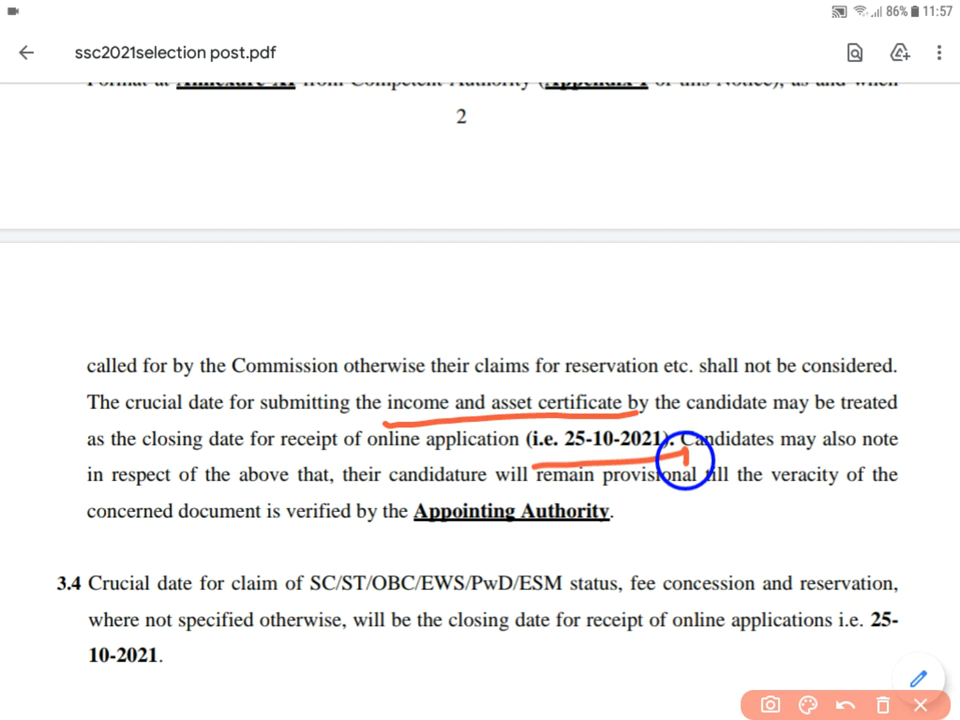 86% 11:57
ssc2021selection post.pdf
2
called for by the Commission otherwise their claims for reservation etc. shall not be considered.
The crucial date for submitting the income and asset certificate by the candidate may be treated
as the closing date for receipt of online application (i.e. 25-10-2021). Candidates may also note
in respect of the above that, their candidature will remain provisional till the veracity of the
concerned document is verified by the Appointing Authority.
3.4 Crucial date for claim of SC/ST/OBC/EWS/PwD/ESM status, fee concession and reservation,
where not specified otherwise, will be the closing date for receipt of online applications i.e. 25-
10-2021.